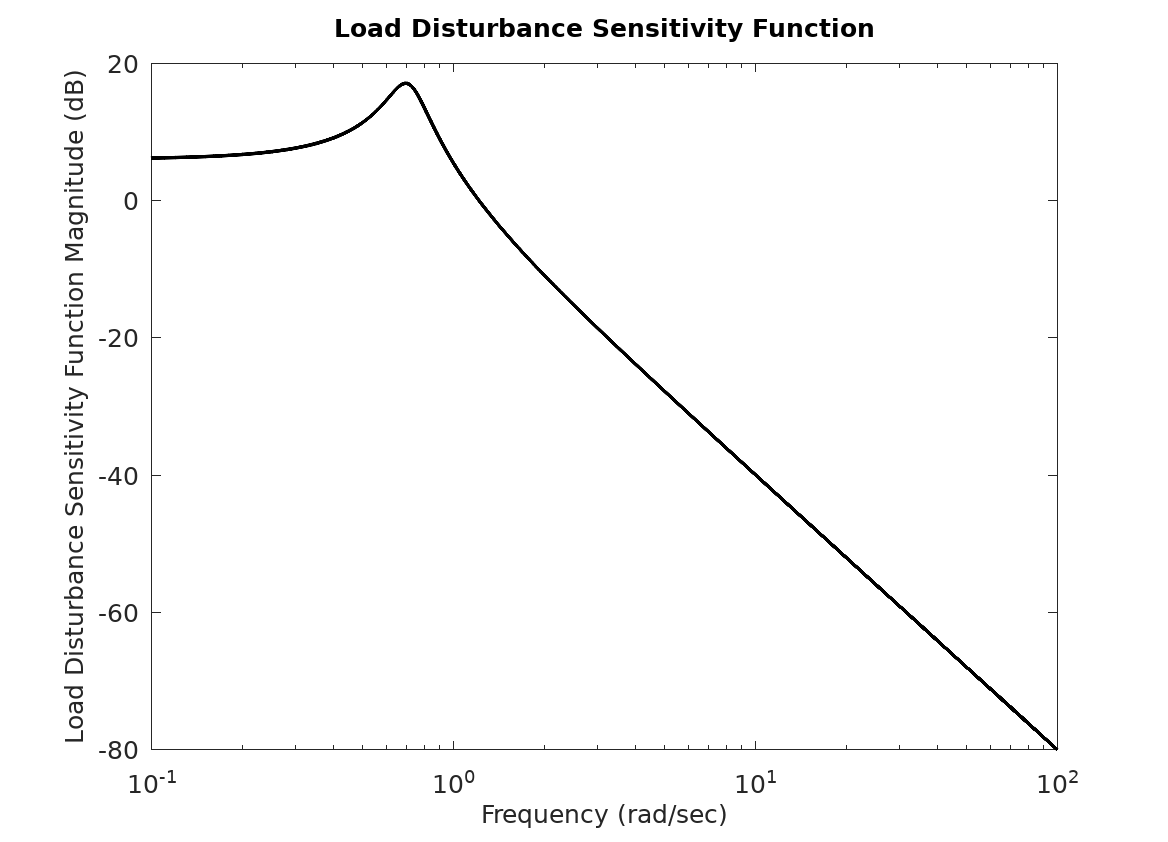 Load Disturbance Sensitivity Function
Load Disturbance Sensitivity Function Magnitude (dB)
20
0
-20
-40
-60
-80
10^-1 10^0 10^1 10^2
Frequency (rad/sec)